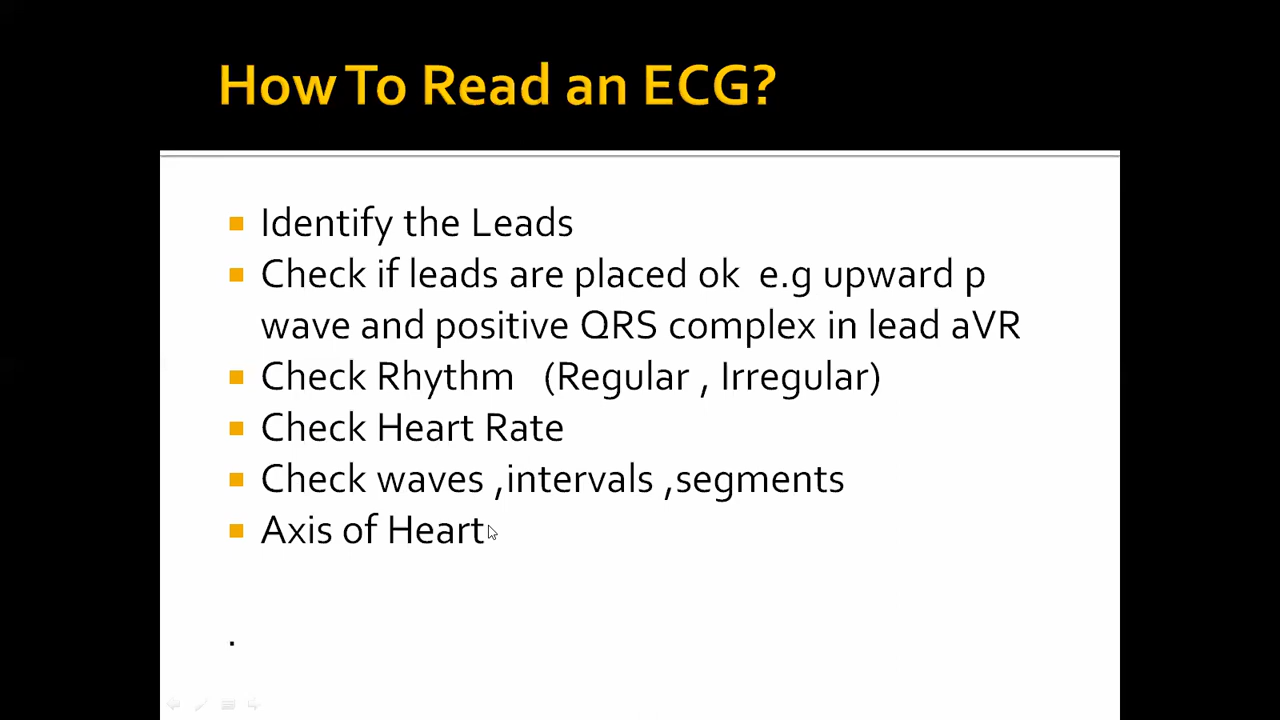 How To Read an ECG?
Identify the Leads
Check if leads are placed ok e.g upward p
wave and positive QRS complex in lead aVR
Check Rhythm (Regular , Irregular)
Check Heart Rate
Check waves ,intervals ,segments
Axis of Heart
.